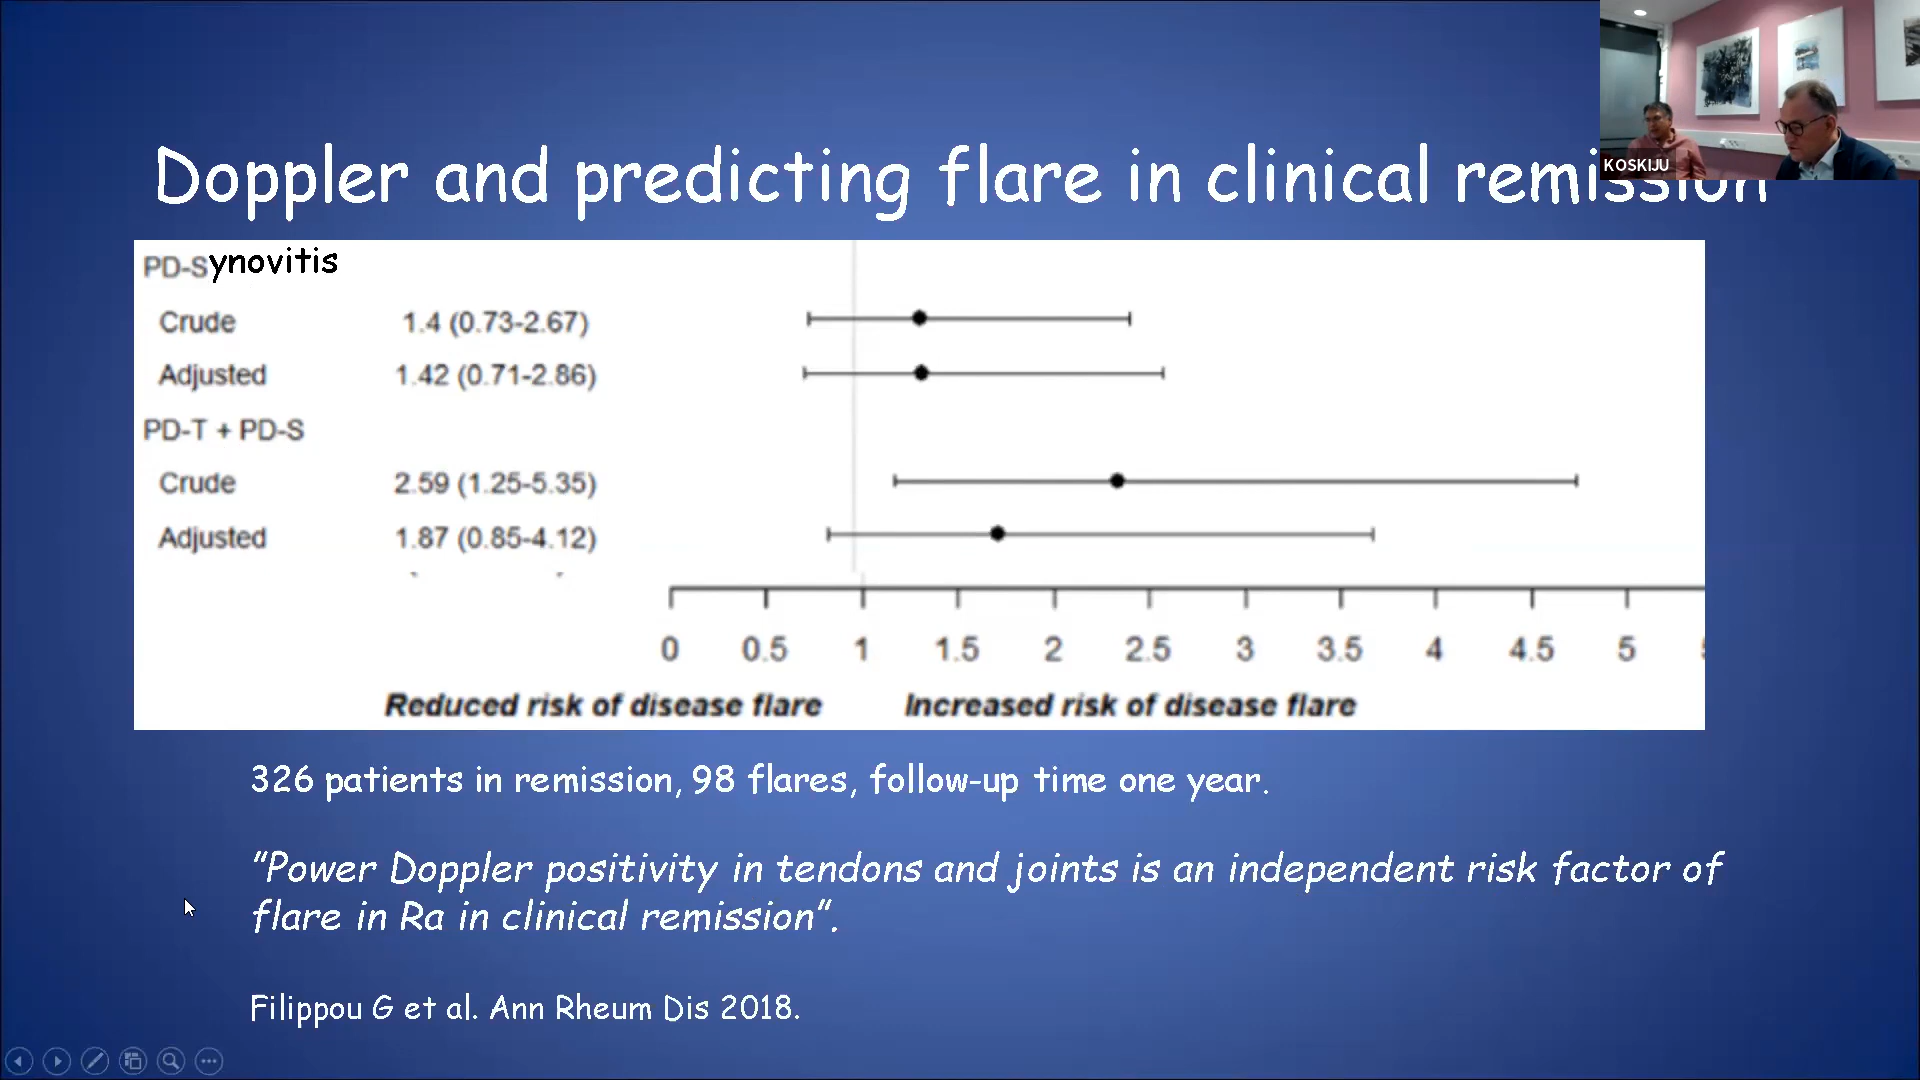 Doppler and predicting flare in clinical remission
KOSKIJU
PD-Synovitis
Crude 1.4 (0.73-2.67)
Adjusted 1.42 (0.71-2.86)
PD-T + PD-S
Crude 2.59 (1.25-5.35)
Adjusted 1.87 (0.85-4.12)
0 0.5 1 1.5 2 2.5 3 3.5 4 4.5 5
Reduced risk of disease flare Increased risk of disease flare
326 patients in remission, 98 flares, follow-up time one year.
”Power Doppler positivity in tendons and joints is an independent risk factor of
flare in Ra in clinical remission”.
Filippou G et al. Ann Rheum Dis 2018.